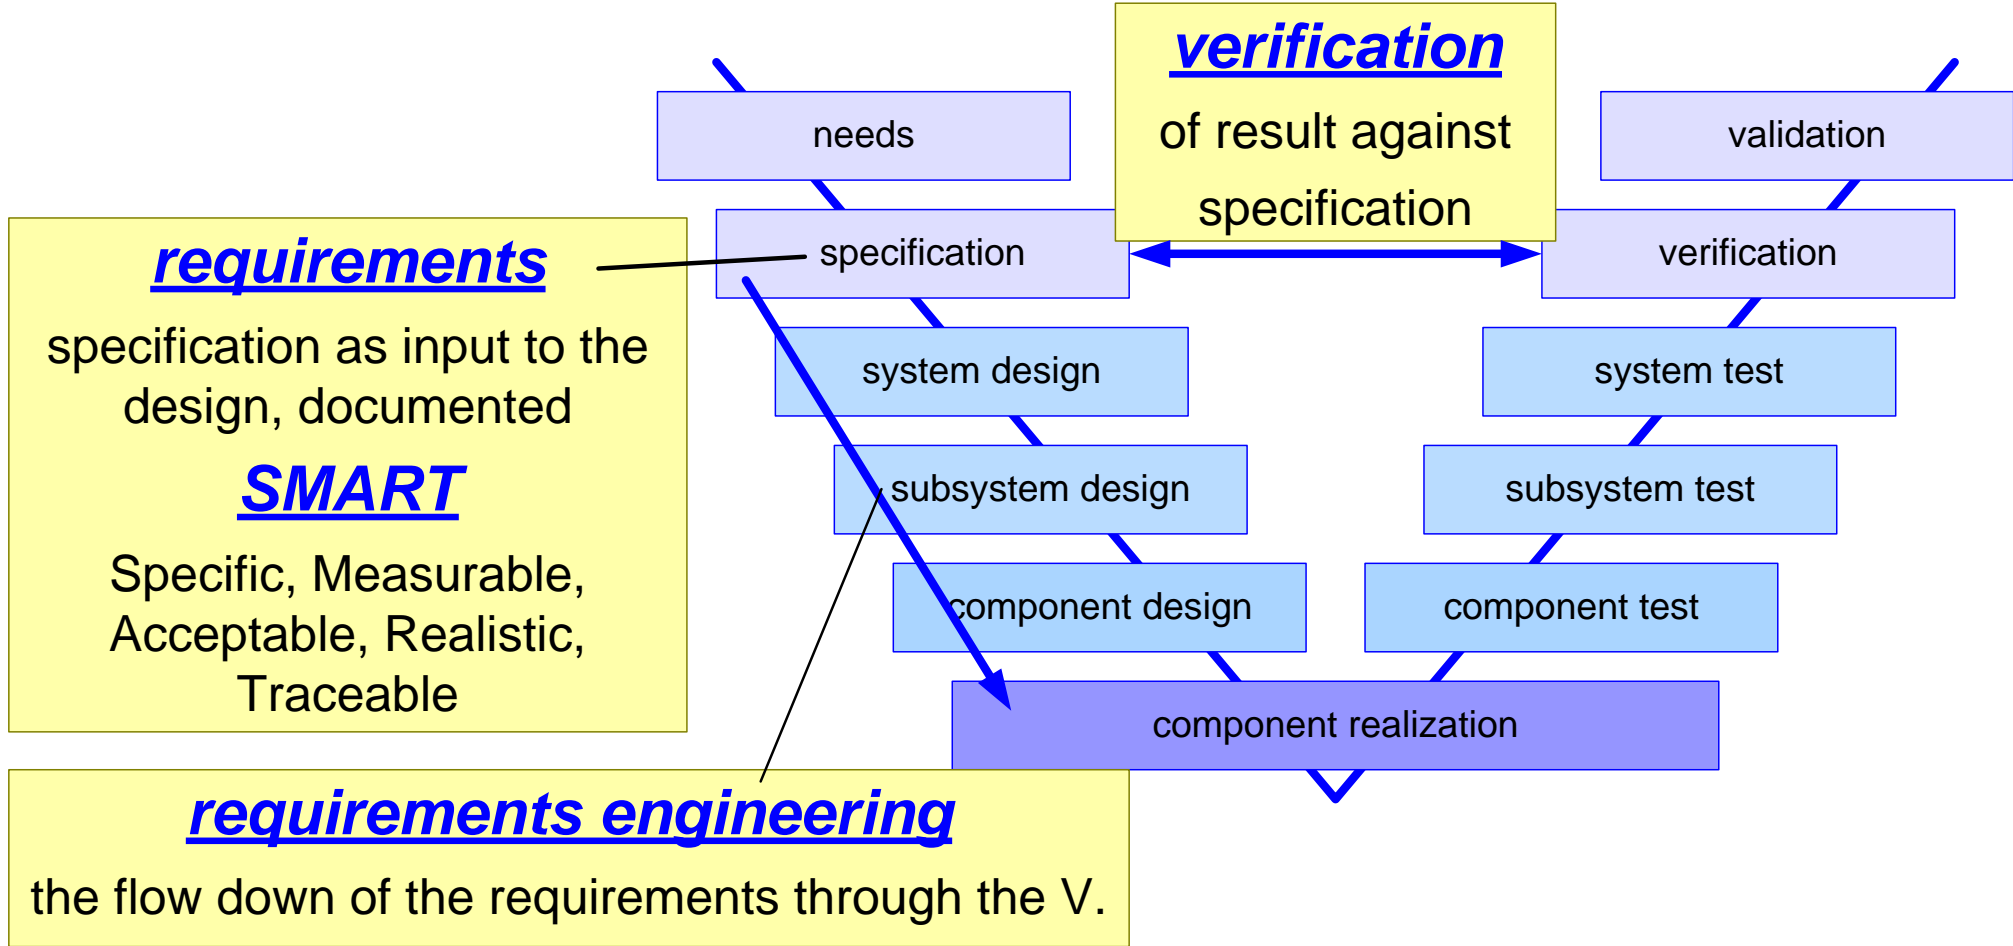 verification
of result against
specification
needs
validation
specification
verification
requirements
specification as input to the
design, documented
SMART
Specific, Measurable,
Acceptable, Realistic,
Traceable
system design
system test
subsystem design
subsystem test
component design
component test
component realization
requirements engineering
the flow down of the requirements through the V.